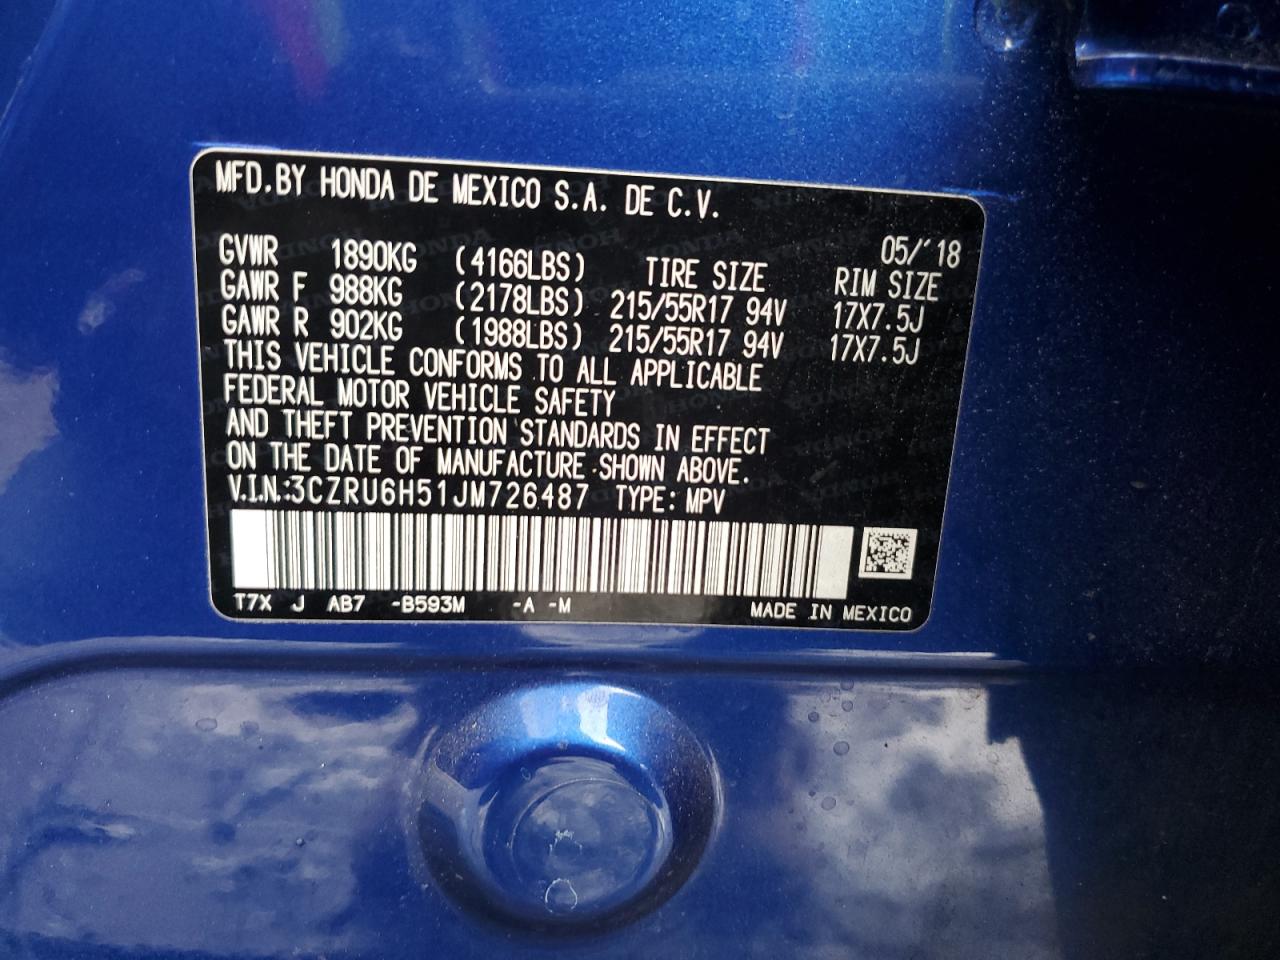 MFD.BY HONDA DE MEXICO S.A. DE C.V.
05/'18
GVWR 1890KG (4166LBS) TIRE SIZE RIM SIZE
GAWR F 988KG (2178LBS) 215/55R17 94V 17X7.5J
GAWR R 902KG (1988LBS) 215/55R17 94V 17X7.5J
THIS VEHICLE CONFORMS TO ALL APPLICABLE
FEDERAL MOTOR VEHICLE SAFETY
AND THEFT PREVENTION STANDARDS IN EFFECT
ON THE DATE OF MANUFACTURE SHOWN ABOVE.
V.I.N.:3CZRU6H51JM726487 TYPE: MPV
T7X J AB7 -B593M -A -M MADE IN MEXICO